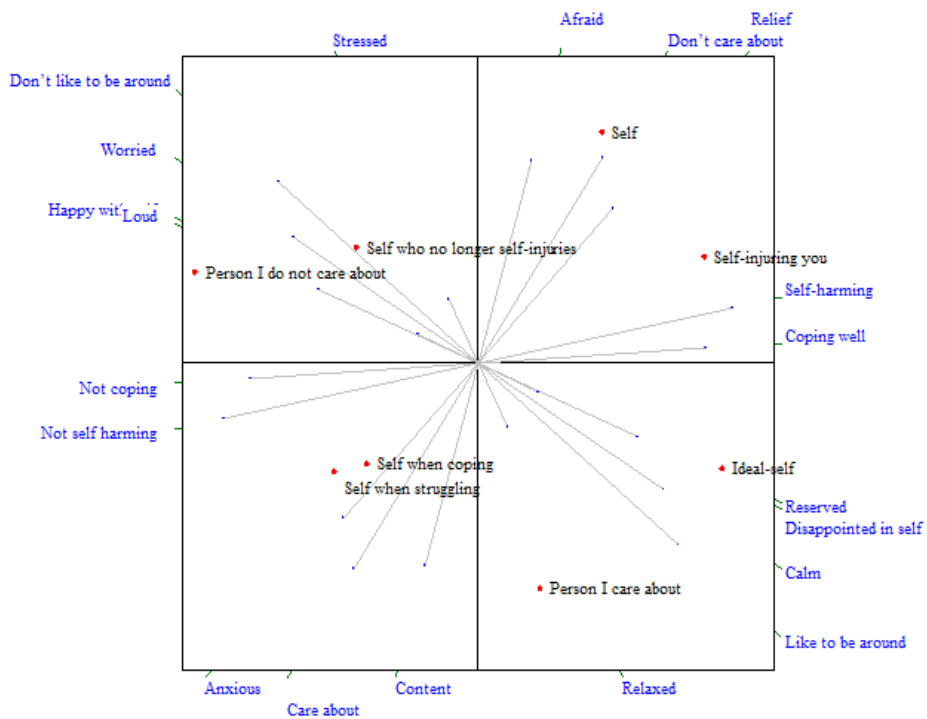 Afraid
Relief
Stressed
Don't care about
Don't like to be around
Self
Worried
Happy with
Loud
Self who no longer self-injuries
Self-injuring you
Person I do not care about
Self-harming
Coping well
Not coping
Not self harming
Self when coping
Ideal-self
Self when struggling
Reserved
Disappointed in self
Calm
Person I care about
Like to be around
Anxious
Content
Relaxed
Care about